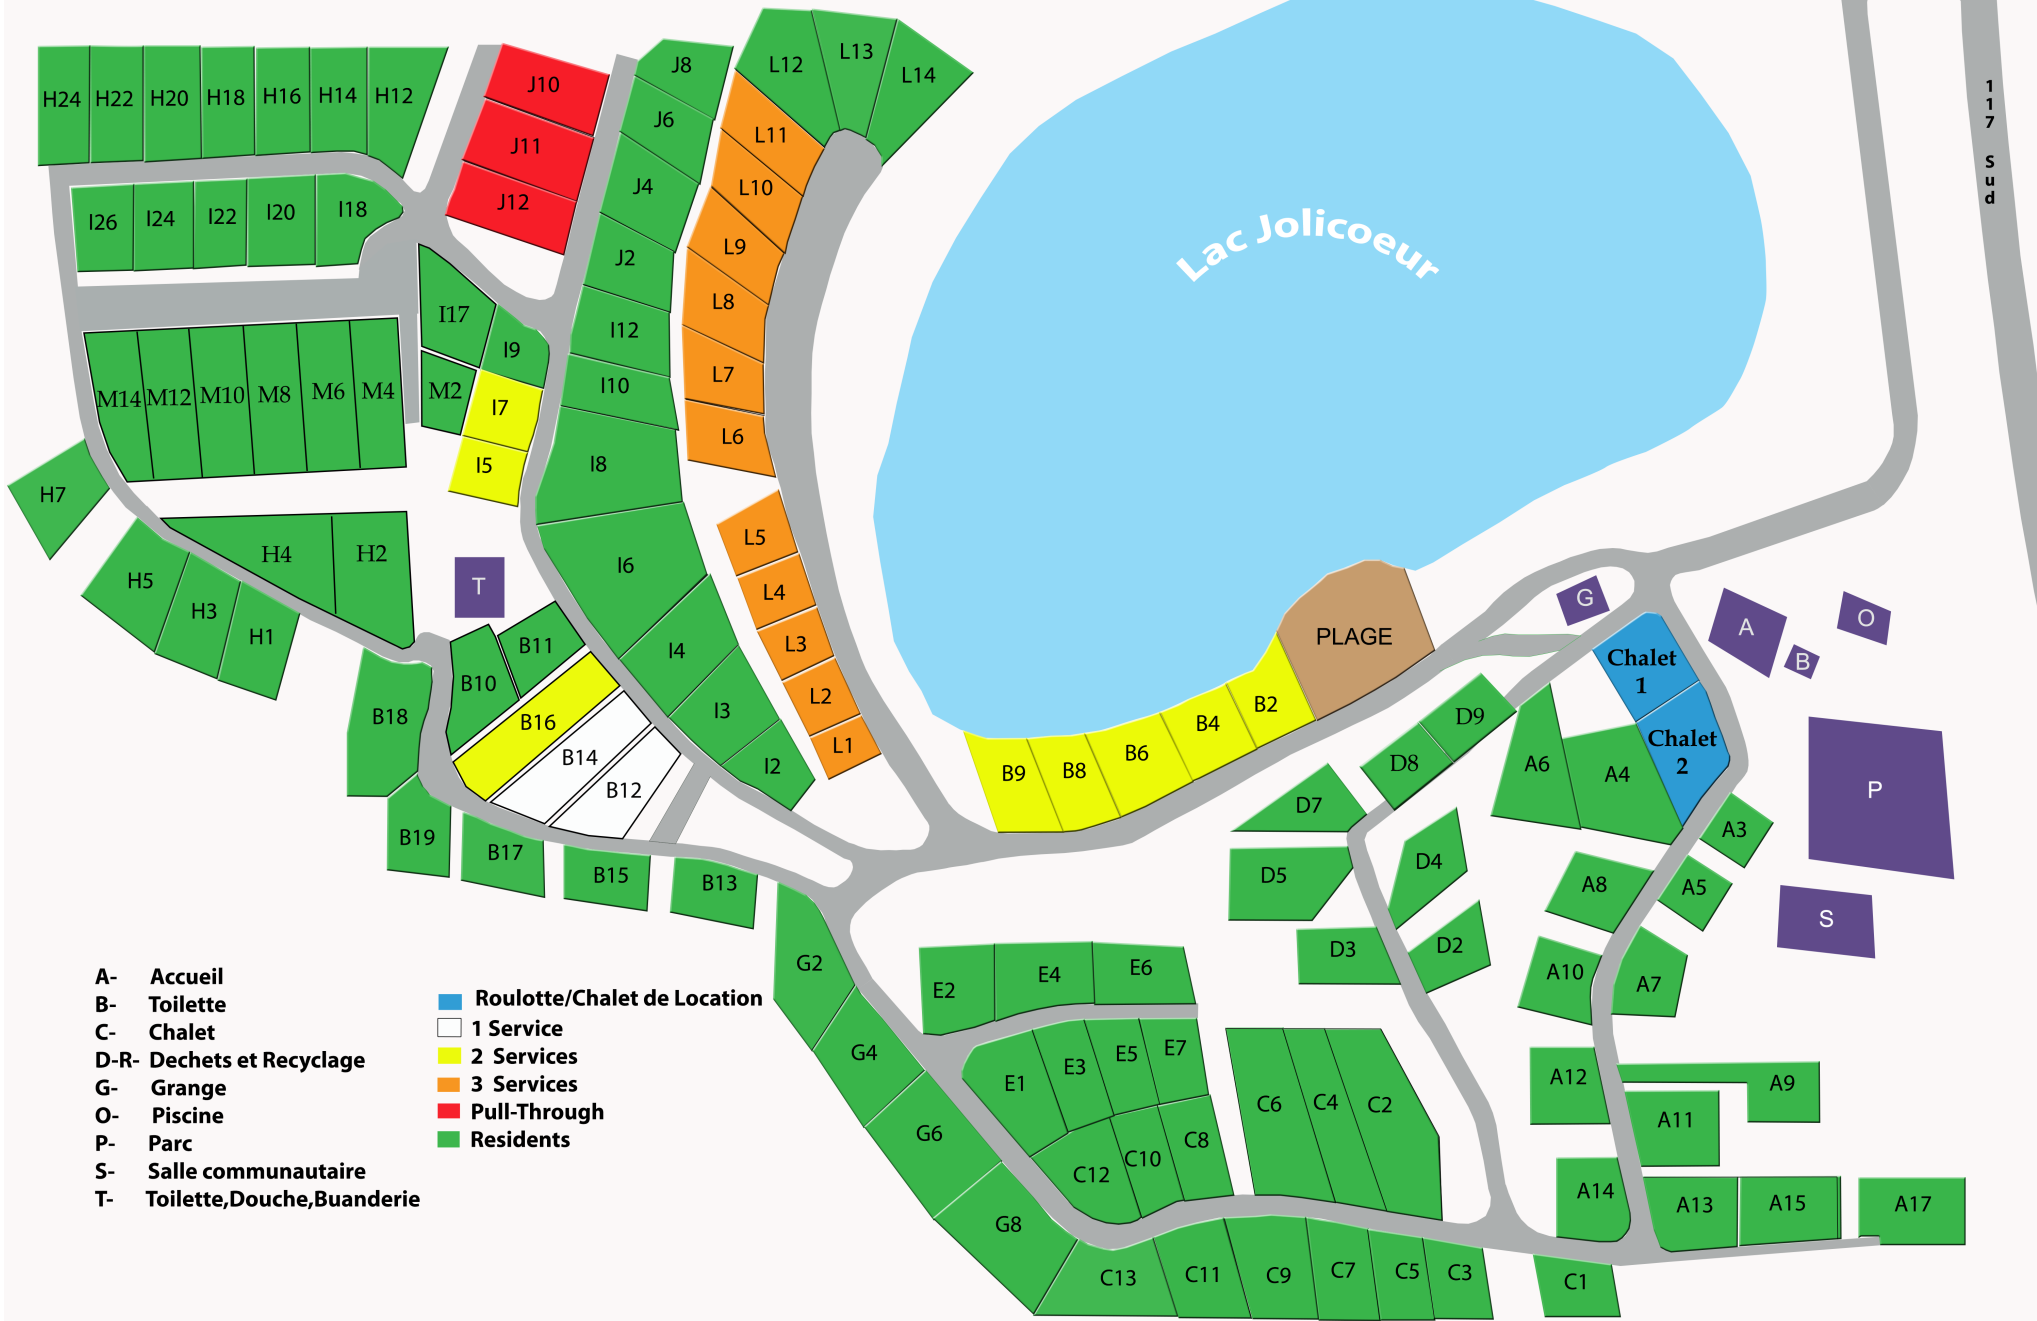 H24 H22 H20 H18 H16 H14 H12
I26 I24 I22 I20 I18
J10
J11
J12
J8
J6
J4
J2
I12
I10
I8
I6
I4
I3
I2
L12 L13 L14
L11
L10
L9
L8
L7
L6
L5
L4
L3
L2
L1
Lac Jolicoeur
117 Sud
I17
I9
M2
I7
I5
M14 M12 M10 M8 M6 M4
H7
H5
H3
H1
H4 H2
T
B11
B10
B16
B14
B12
B18
B19
B17
B15
B13
PLAGE
B9 B8 B6 B4 B2
G
A
B
O
P
S
Chalet
1
Chalet
2
D9
D8
D7
D5
D4
D3
D2
A6
A4
A3
A5
A8
A7
A10
A12
A9
A11
A14
A13
A15
A17
G2
G4
G6
G8
E2 E4 E6
E1 E3 E5 E7
C12 C10 C8
C6 C4 C2
C13 C11 C9 C7 C5 C3
C1
A- Accueil
B- Toilette
C- Chalet
D-R- Dechets et Recyclage
G- Grange
O- Piscine
P- Parc
S- Salle communautaire
T- Toilette,Douche,Buanderie
Roulotte/Chalet de Location
1 Service
2 Services
3 Services
Pull-Through
Residents